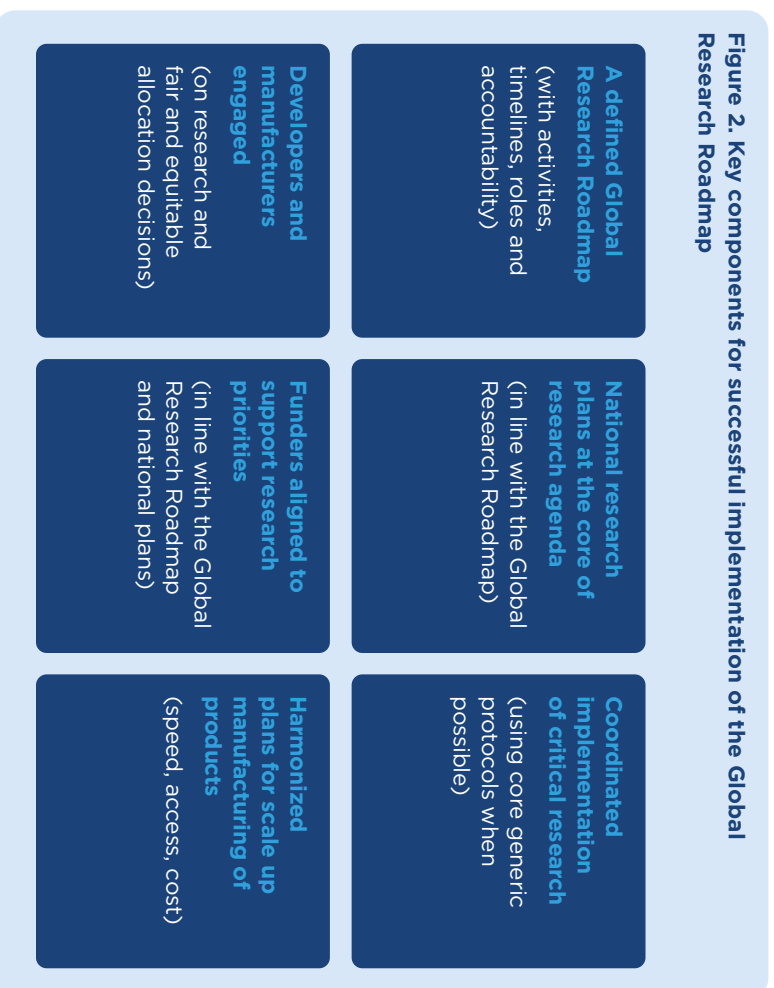 Figure 2. Key components for successful implementation of the Global
Research Roadmap
A defined Global
Research Roadmap
(with activities,
timelines, roles and
accountability)
National research
plans at the core of
research agenda
(in line with the Global
Research Roadmap)
Coordinated
implementation
of critical research
(using core generic
protocols when
possible)
Developers and
manufacturers
engaged
(on research and
fair and equitable
allocation decisions)
Funders aligned to
support research
priorities
(in line with the Global
Research Roadmap
and national plans)
Harmonized
plans for scale up
manufacturing of
products
(speed, access, cost)